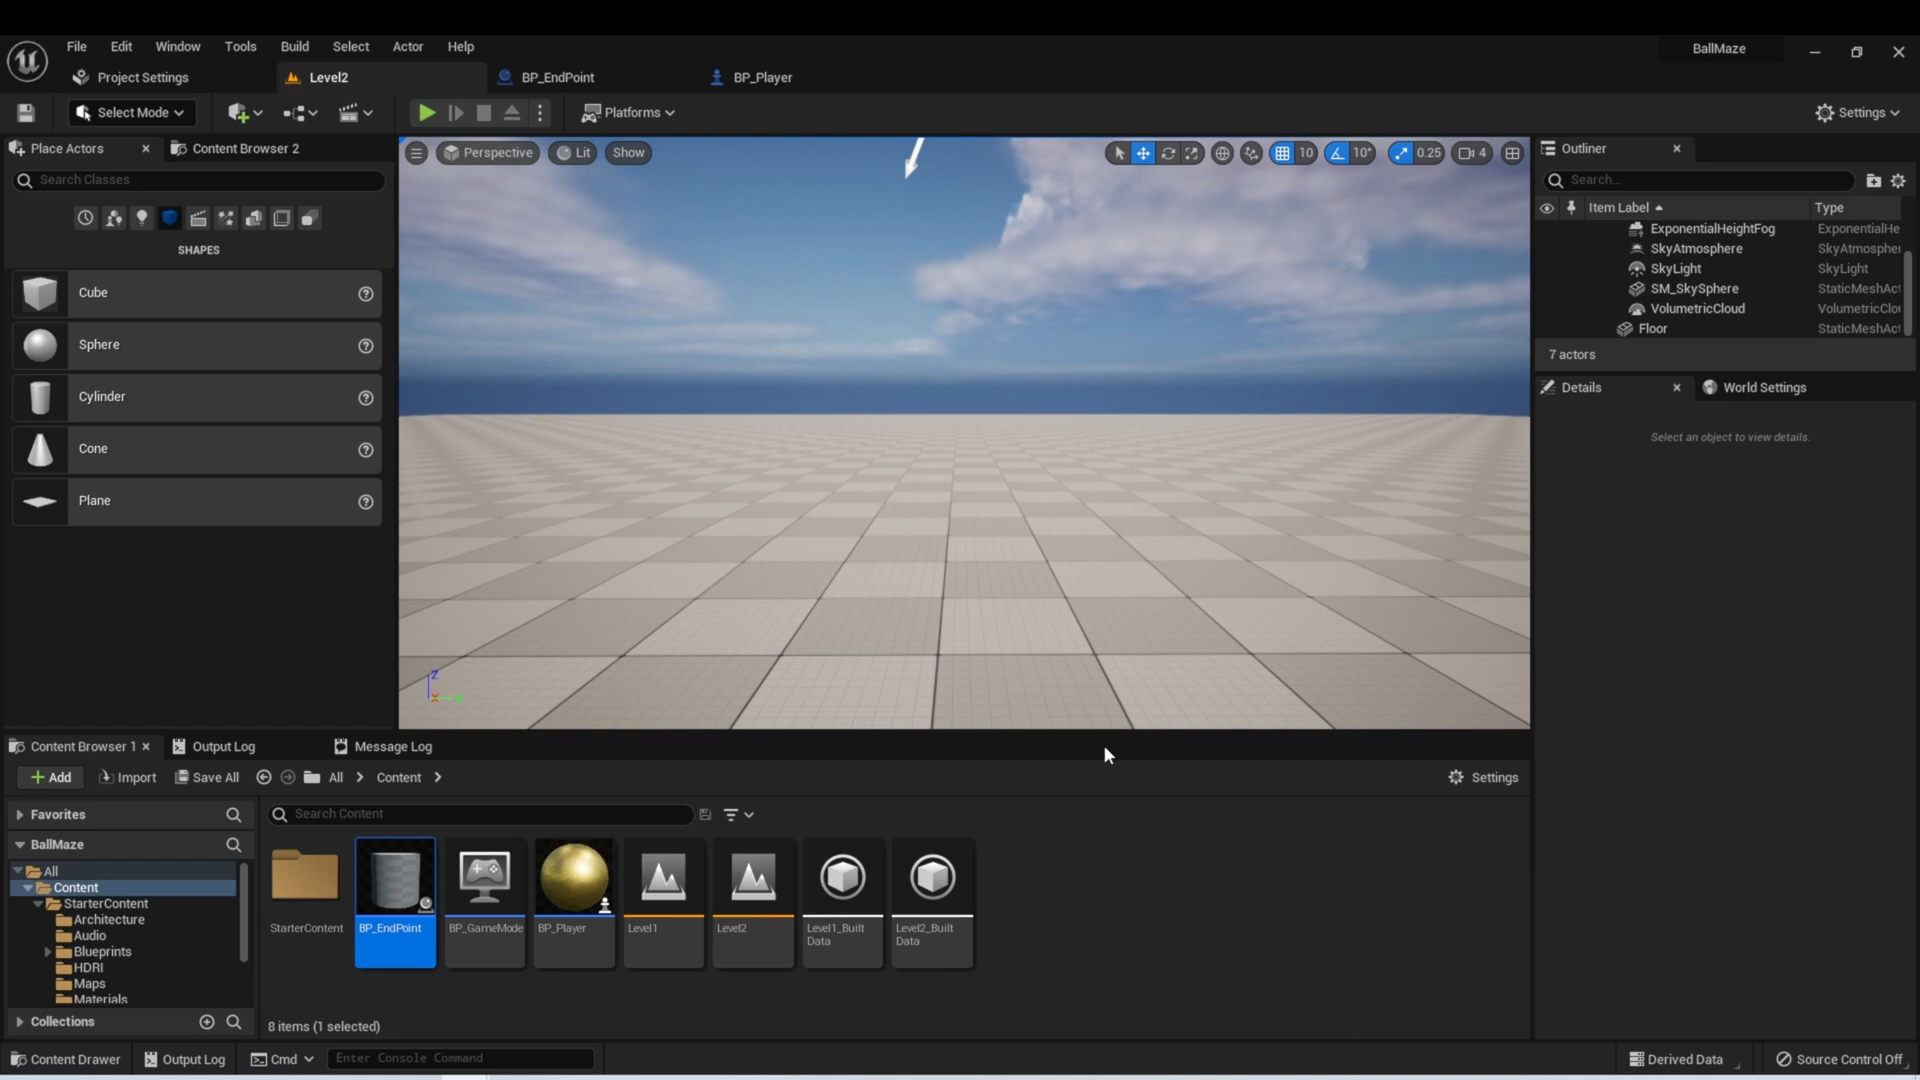 File Edit Window Tools Build Select Actor Help
BallMaze
Project Settings
Level2
BP_EndPoint
BP_Player
Select Mode
Platforms
Settings
Place Actors
Content Browser 2
Search Classes
SHAPES
Cube
Sphere
Cylinder
Cone
Plane
Perspective
Lit
Show
10
10°
0.25
4
Z
X
Outliner
Search...
Item Label
Type
ExponentialHeightFog ExponentialHe
SkyAtmosphere SkyAtmospher
SkyLight SkyLight
SM_SkySphere StaticMeshAct
VolumetricCloud VolumetricClo
Floor StaticMeshAct
7 actors
Details
World Settings
Select an object to view details.
Content Browser 1
Output Log
Message Log
Add
Import
Save All
All
Content
Settings
Favorites
BallMaze
All
Content
StarterContent
Architecture
Audio
Blueprints
HDRI
Maps
Materials
Collections
Search Content
StarterContent
BP_EndPoint
BP_GameMode
BP_Player
Level1
Level2
Level1_Built
Data
Level2_Built
Data
8 items (1 selected)
Content Drawer
Output Log
Cmd
Enter Console Command
Derived Data
Source Control Off